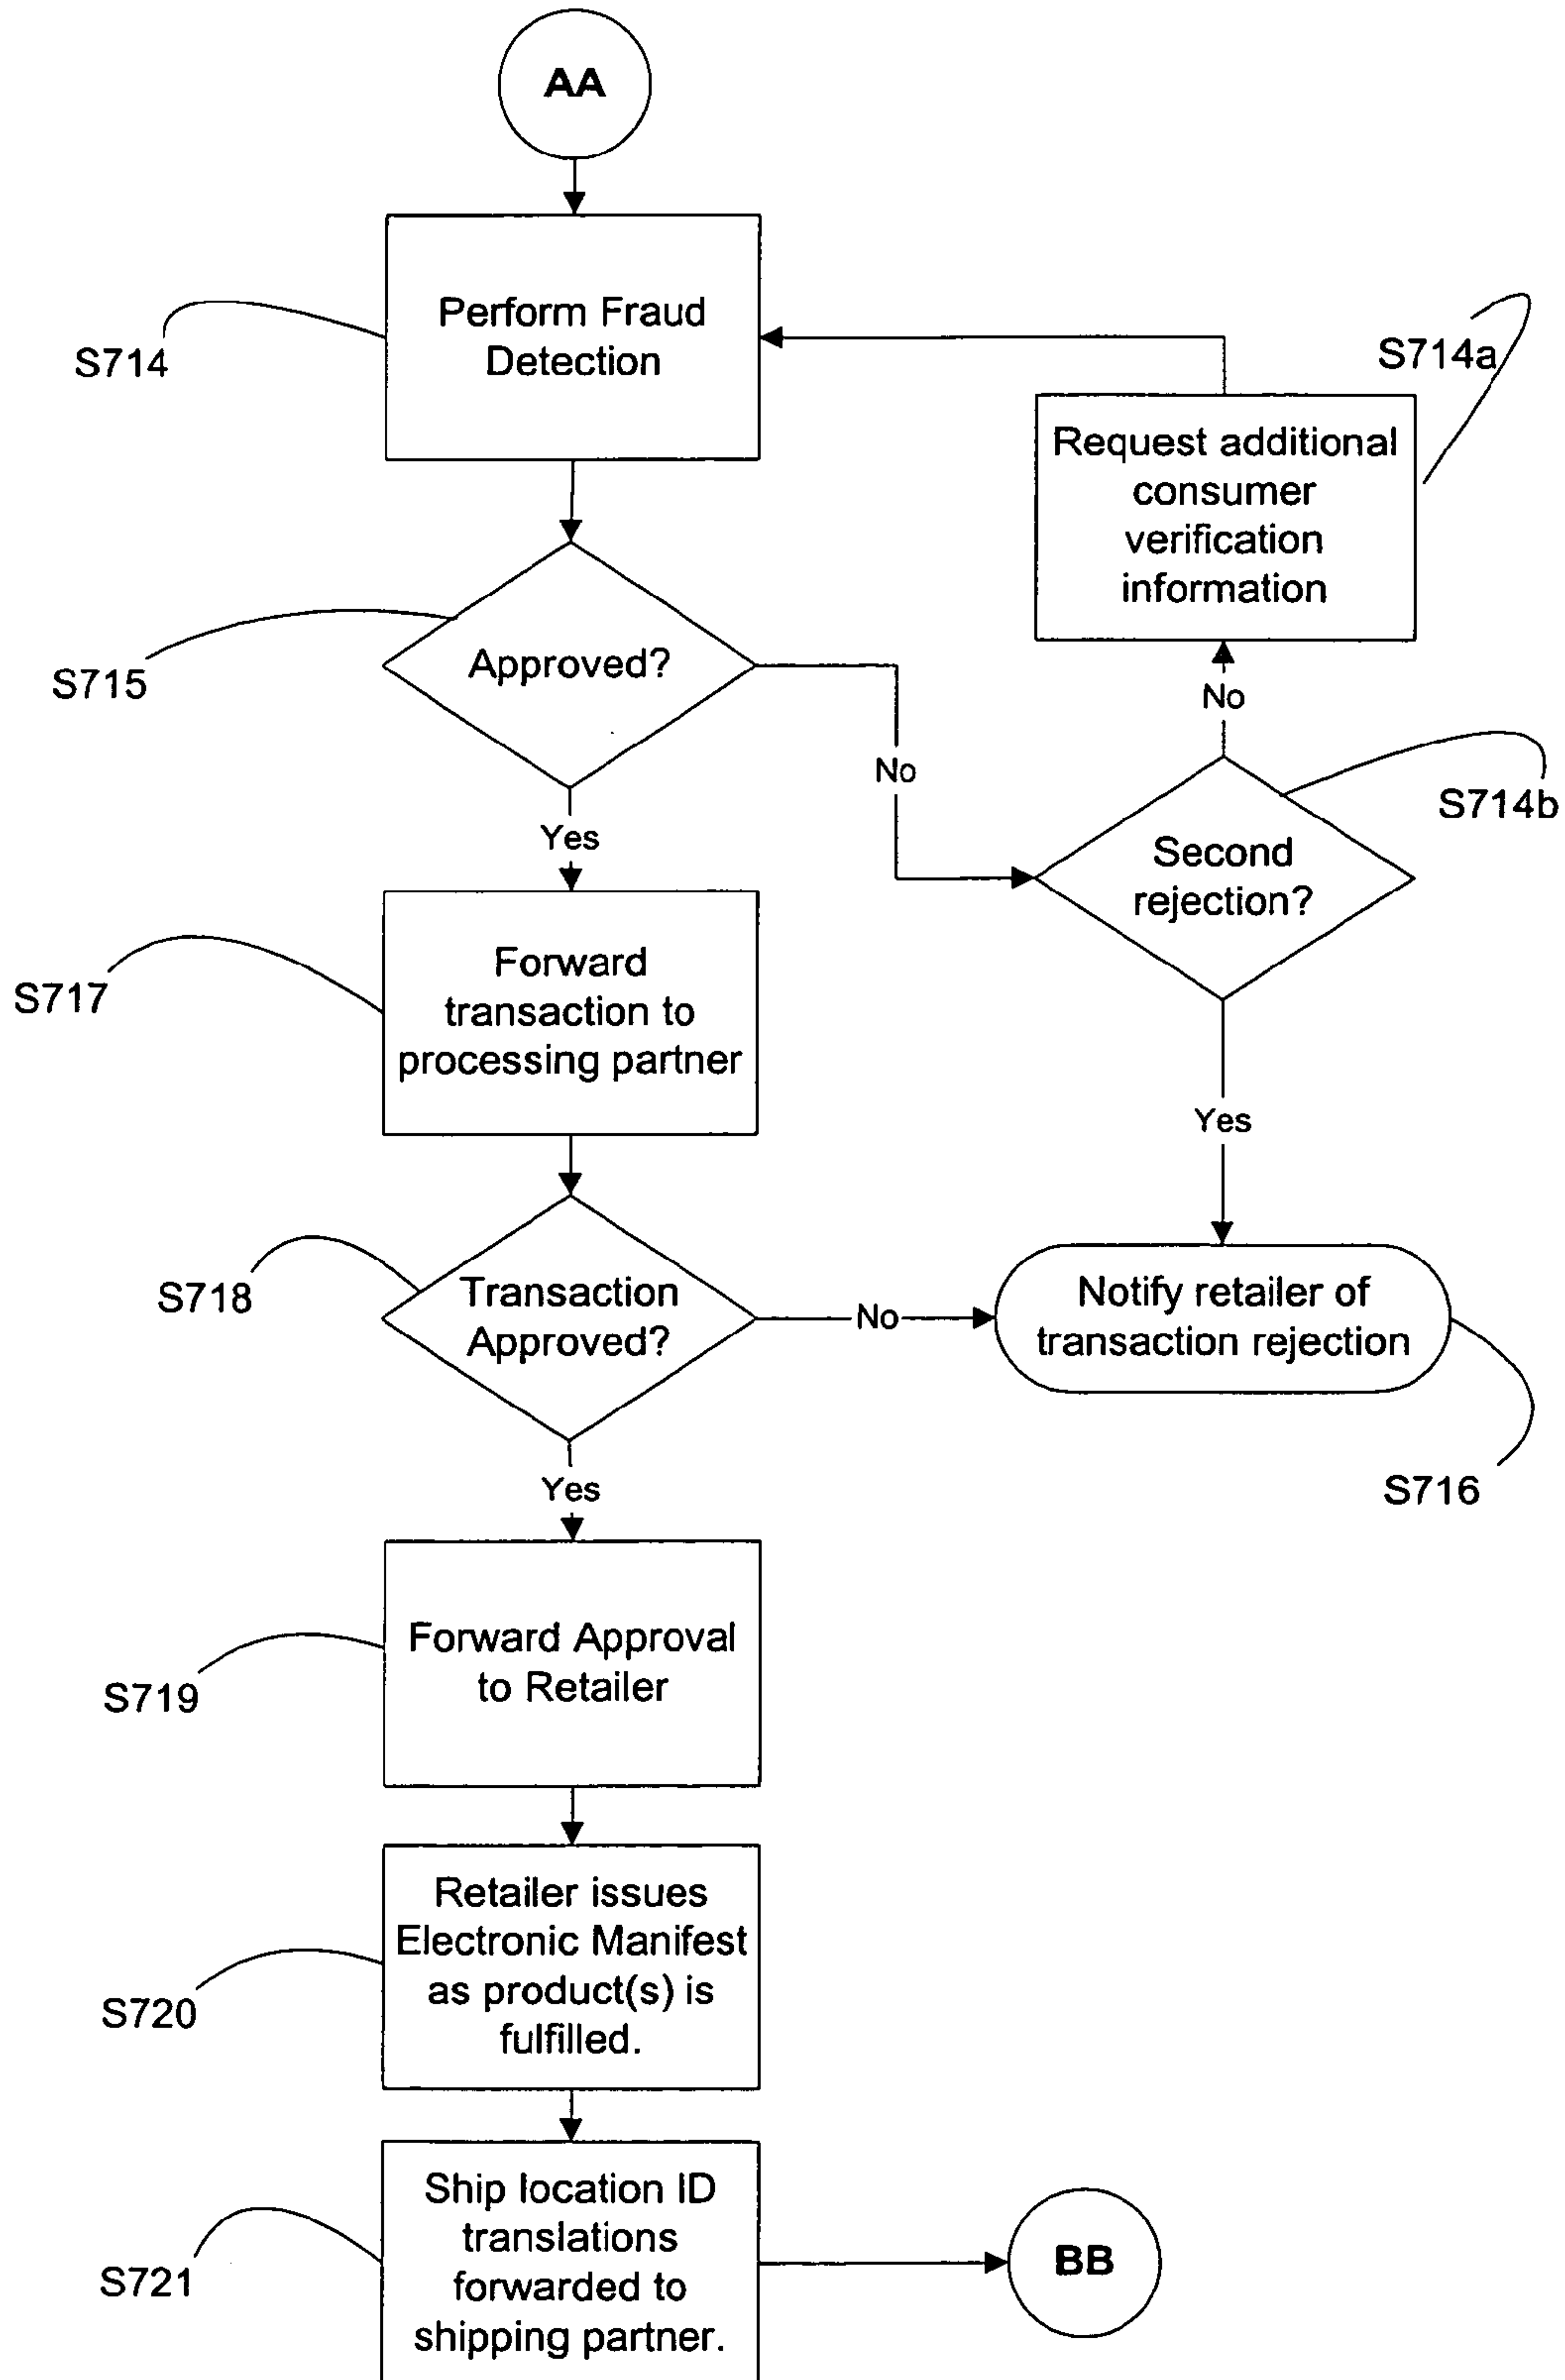 AA
Perform Fraud
Detection
S714
S714a
Request additional
consumer
verification
information
Approved?
S715
No
No
S714b
Second
rejection?
Yes
Forward
transaction to
processing partner
S717
Yes
Transaction
Approved?
S718
No
Notify retailer of
transaction rejection
S716
Yes
Forward Approval
to Retailer
S719
Retailer issues
Electronic Manifest
as product(s) is
fulfilled.
S720
Ship location ID
translations
forwarded to
shipping partner.
S721
BB